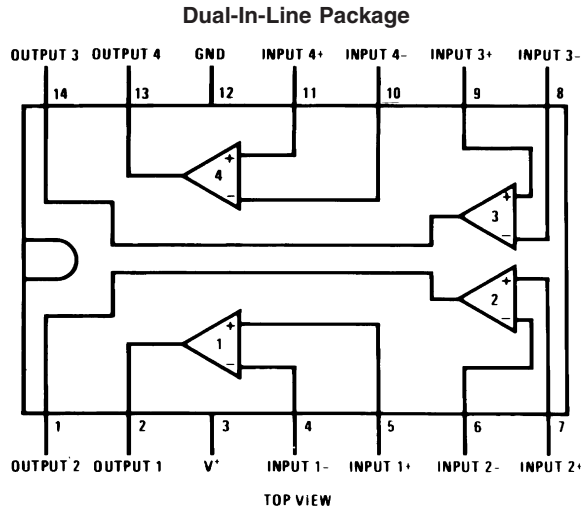 Dual-In-Line Package
OUTPUT 3 OUTPUT 4 GND INPUT 4+ INPUT 4- INPUT 3+ INPUT 3-
14 13 12 11 10 9 8
+
4
-
+
3
-
+
2
-
+
1
-
1 2 3 4 5 6 7
OUTPUT 2 OUTPUT 1 V+ INPUT 1- INPUT 1+ INPUT 2- INPUT 2+
TOP VIEW